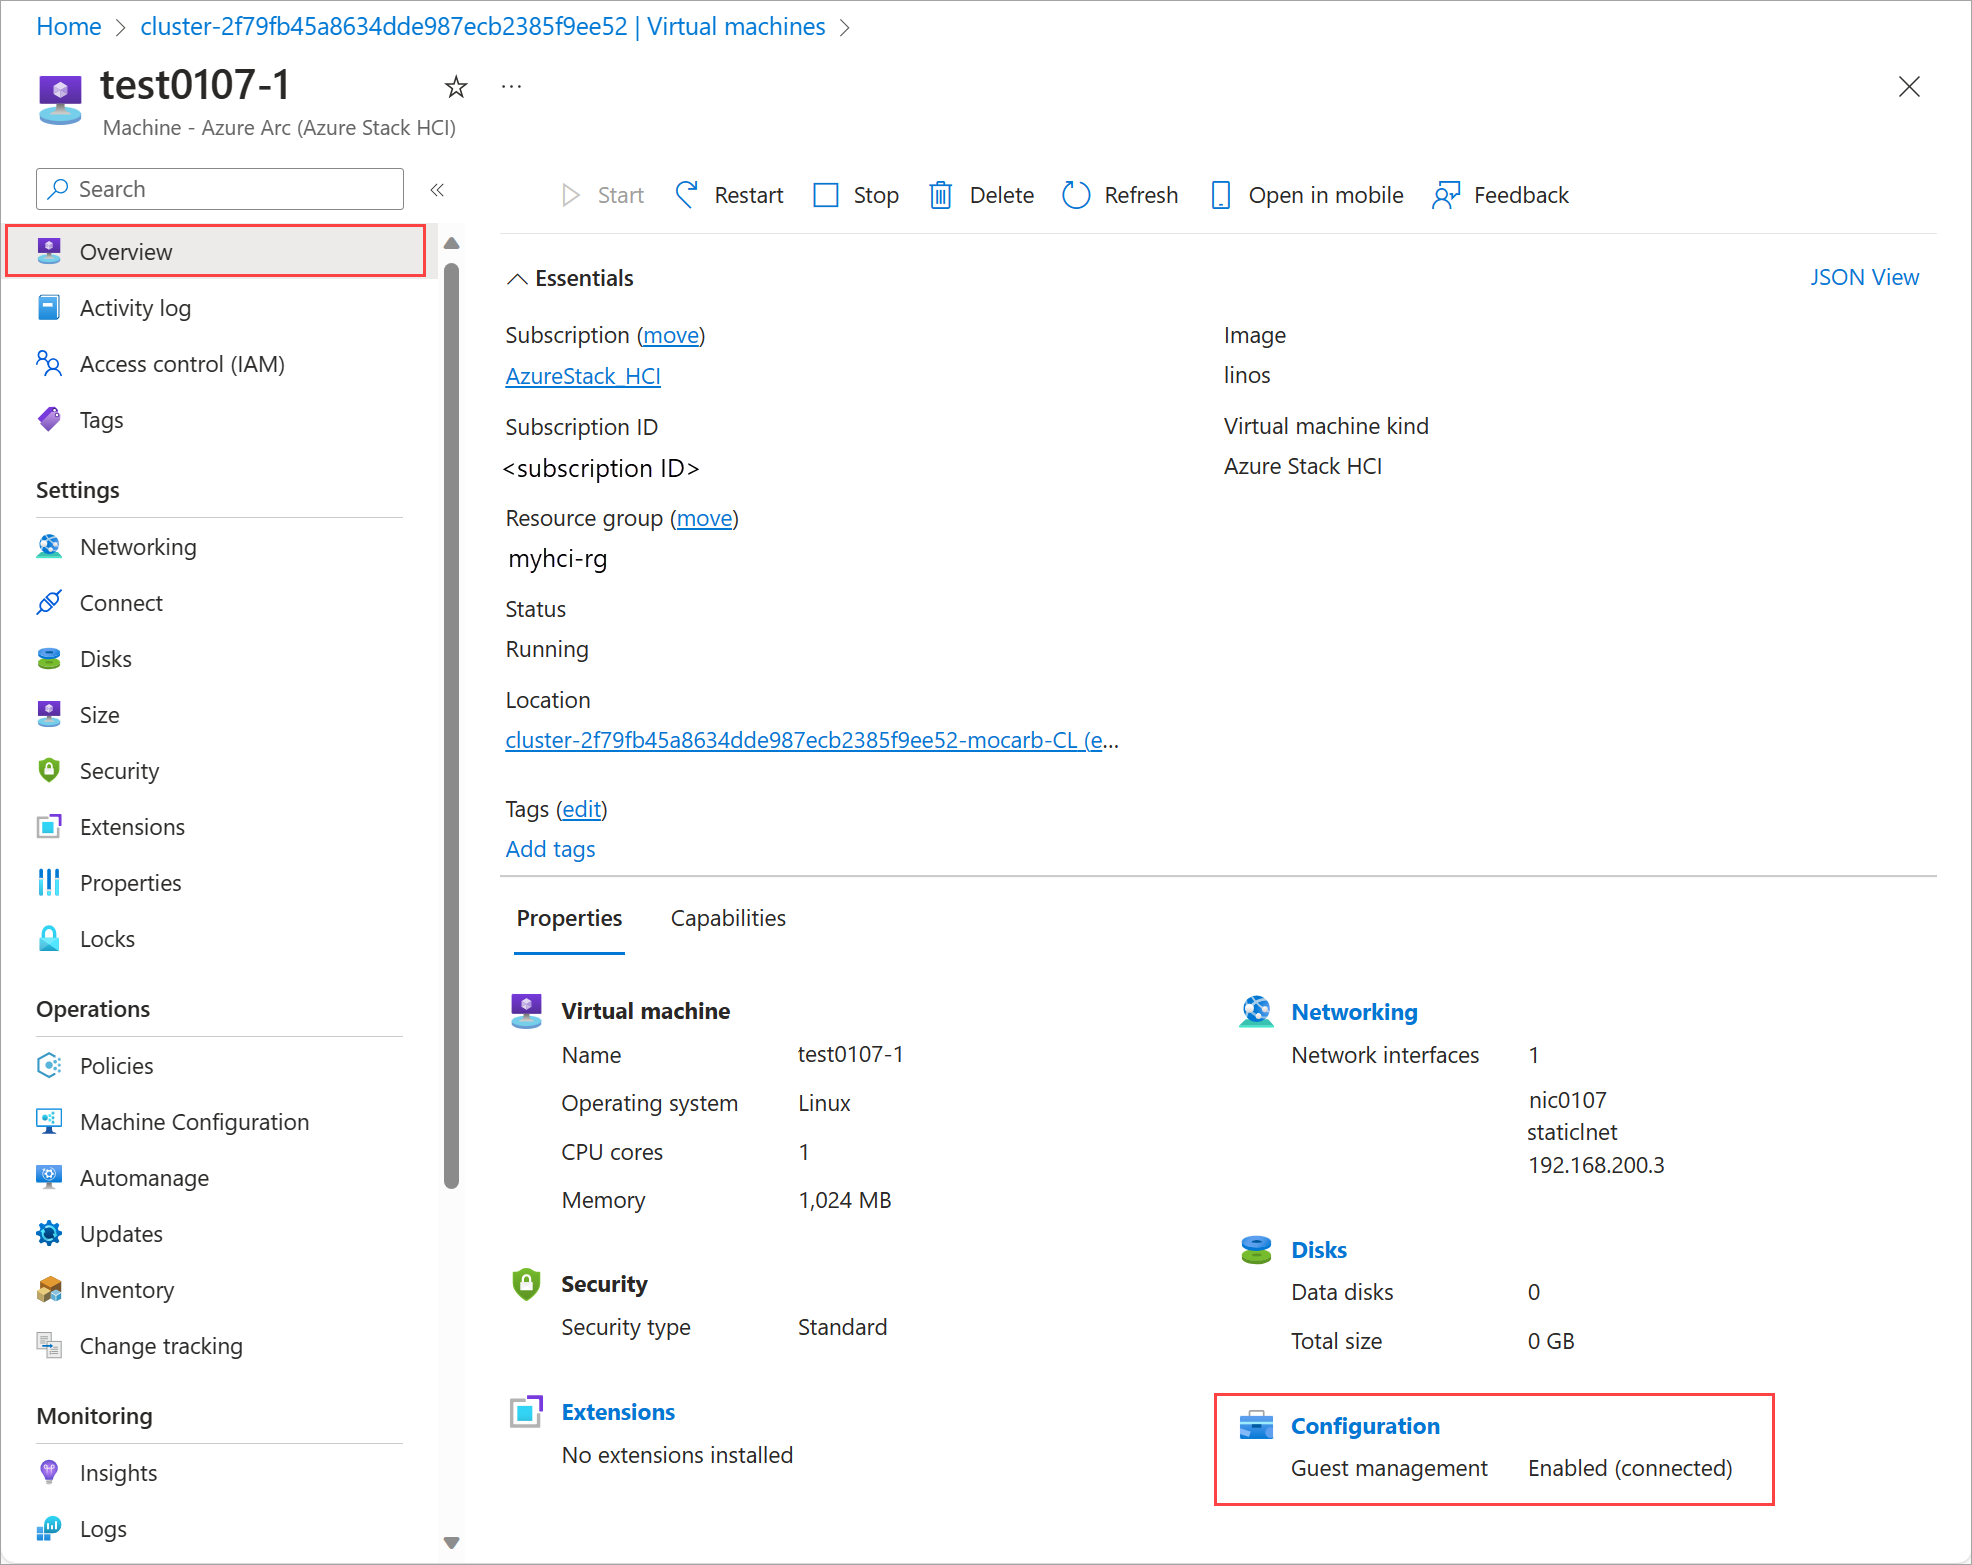 Home > cluster-2f79fb45a8634dde987ecb2385f9ee52 | Virtual machines >
test0107-1
...
Machine - Azure Arc (Azure Stack HCI)
Search
«
Overview
Activity log
Access control (IAM)
Tags
Settings
Networking
Connect
Disks
Size
Security
Extensions
Properties
Locks
Operations
Policies
Machine Configuration
Automanage
Updates
Inventory
Change tracking
Monitoring
Insights
Logs
Start Restart Stop Delete Refresh Open in mobile Feedback
Essentials
JSON View
Subscription (move)
AzureStack_HCI
Subscription ID
<subscription ID>
Resource group (move)
myhci-rg
Status
Running
Location
cluster-2f79fb45a8634dde987ecb2385f9ee52-mocarb-CL (e...
Image
linos
Virtual machine kind
Azure Stack HCI
Tags (edit)
Add tags
Properties Capabilities
Virtual machine
Name test0107-1
Operating system Linux
CPU cores 1
Memory 1,024 MB
Security
Security type Standard
Extensions
No extensions installed
Networking
Network interfaces 1
nic0107
staticlnet
192.168.200.3
Disks
Data disks 0
Total size 0 GB
Configuration
Guest management Enabled (connected)